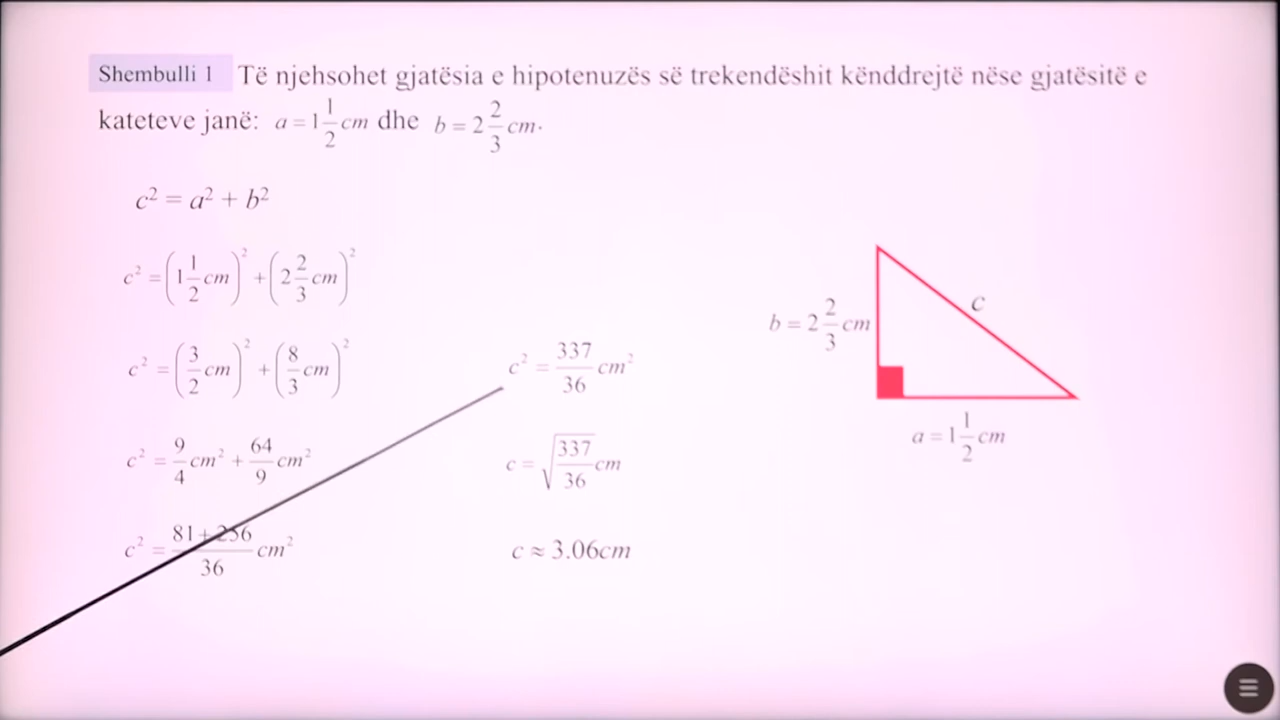 Shembulli 1 Të njehsohet gjatësia e hipotenuzës së trekendëshit kënddrejtë nëse gjatësitë e
kateteve janë: a = 1 1/2 cm dhe b = 2 2/3 cm.
c² = a² + b²
c² = (1 1/2 cm)² + (2 2/3 cm)²
c² = (3/2 cm)² + (8/3 cm)²
c² = 9/4 cm² + 64/9 cm²
c² = 81+256/36 cm²
c² = 337/36 cm²
c = √337/36 cm
c ≈ 3.06cm
b = 2 2/3 cm
c
a = 1 1/2 cm